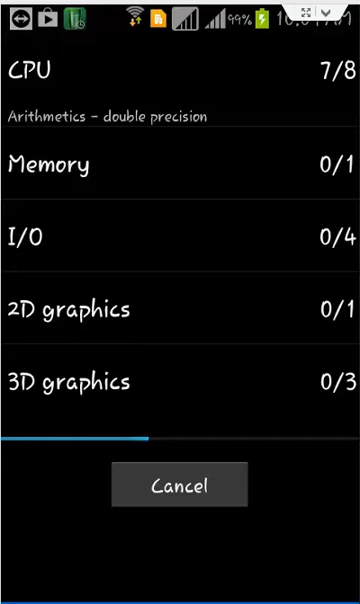 99%
CPU 7/8
Arithmetics - double precision
Memory 0/1
I/O 0/4
2D graphics 0/1
3D graphics 0/3
Cancel